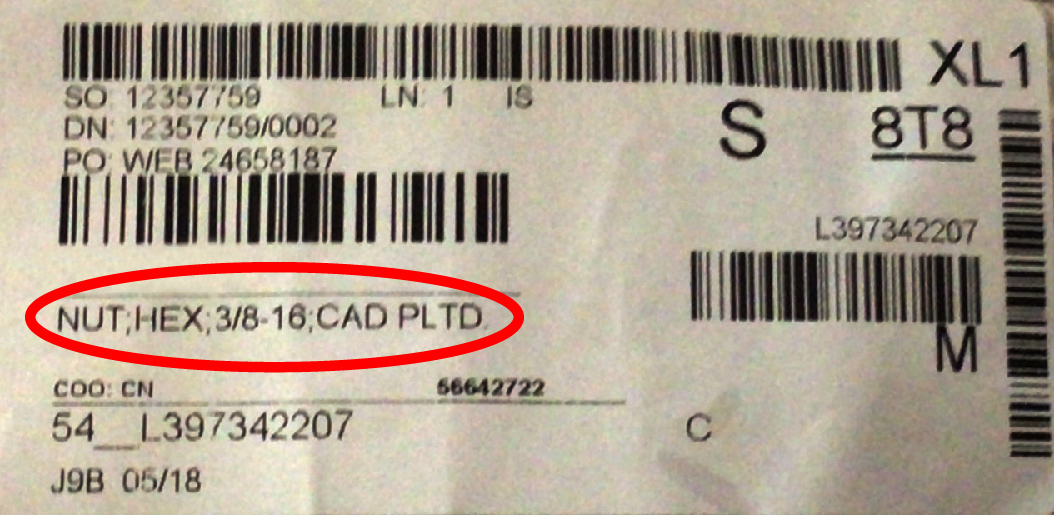 XL1
SO: 12357759 LN: 1 IS
S 8T8
DN: 12357759/0002
PO: WEB 24658187
L397342207
NUT;HEX;3/8-16;CAD PLTD.
M
COO: CN 56642722
54__L397342207
C
J9B 05/18